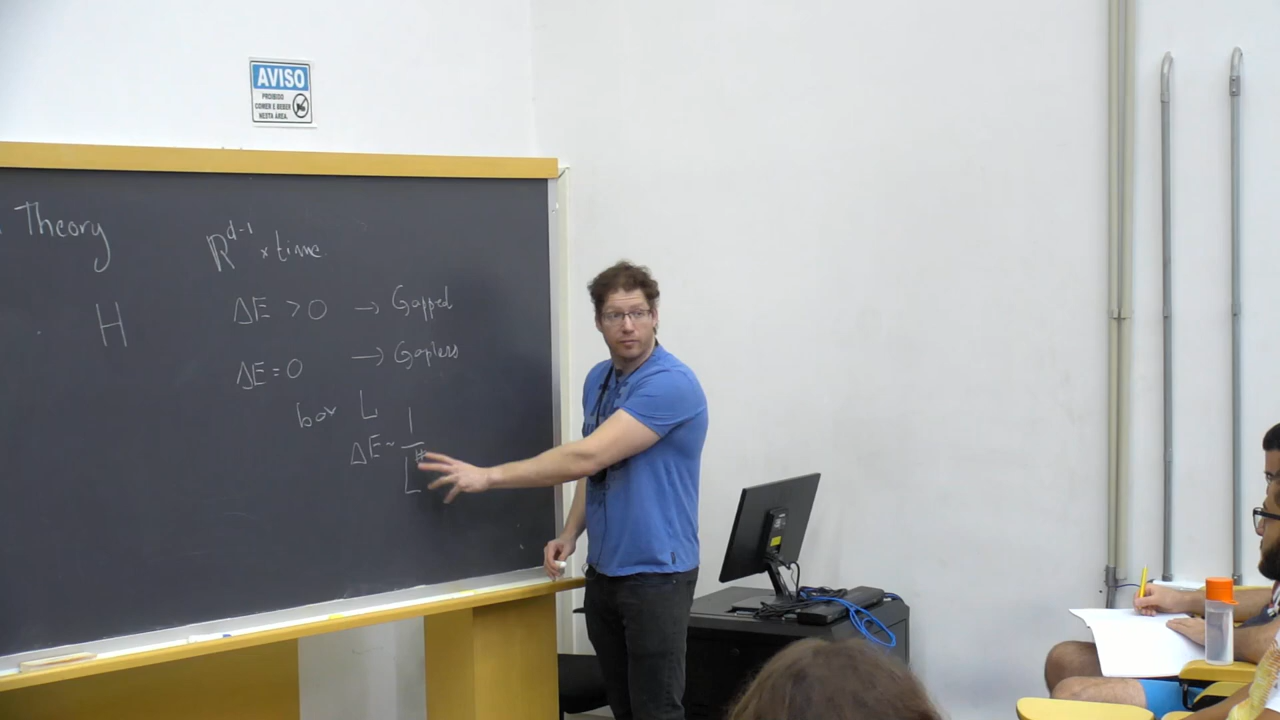 AVISO
PROIBIDO
COMER E BEBER
NESTA ÁREA.
Theory
ℝ^{d-1} × time
H
ΔE > 0 → Gapped
ΔE = 0 → Gapless
box L
ΔE ~ 1/L^#